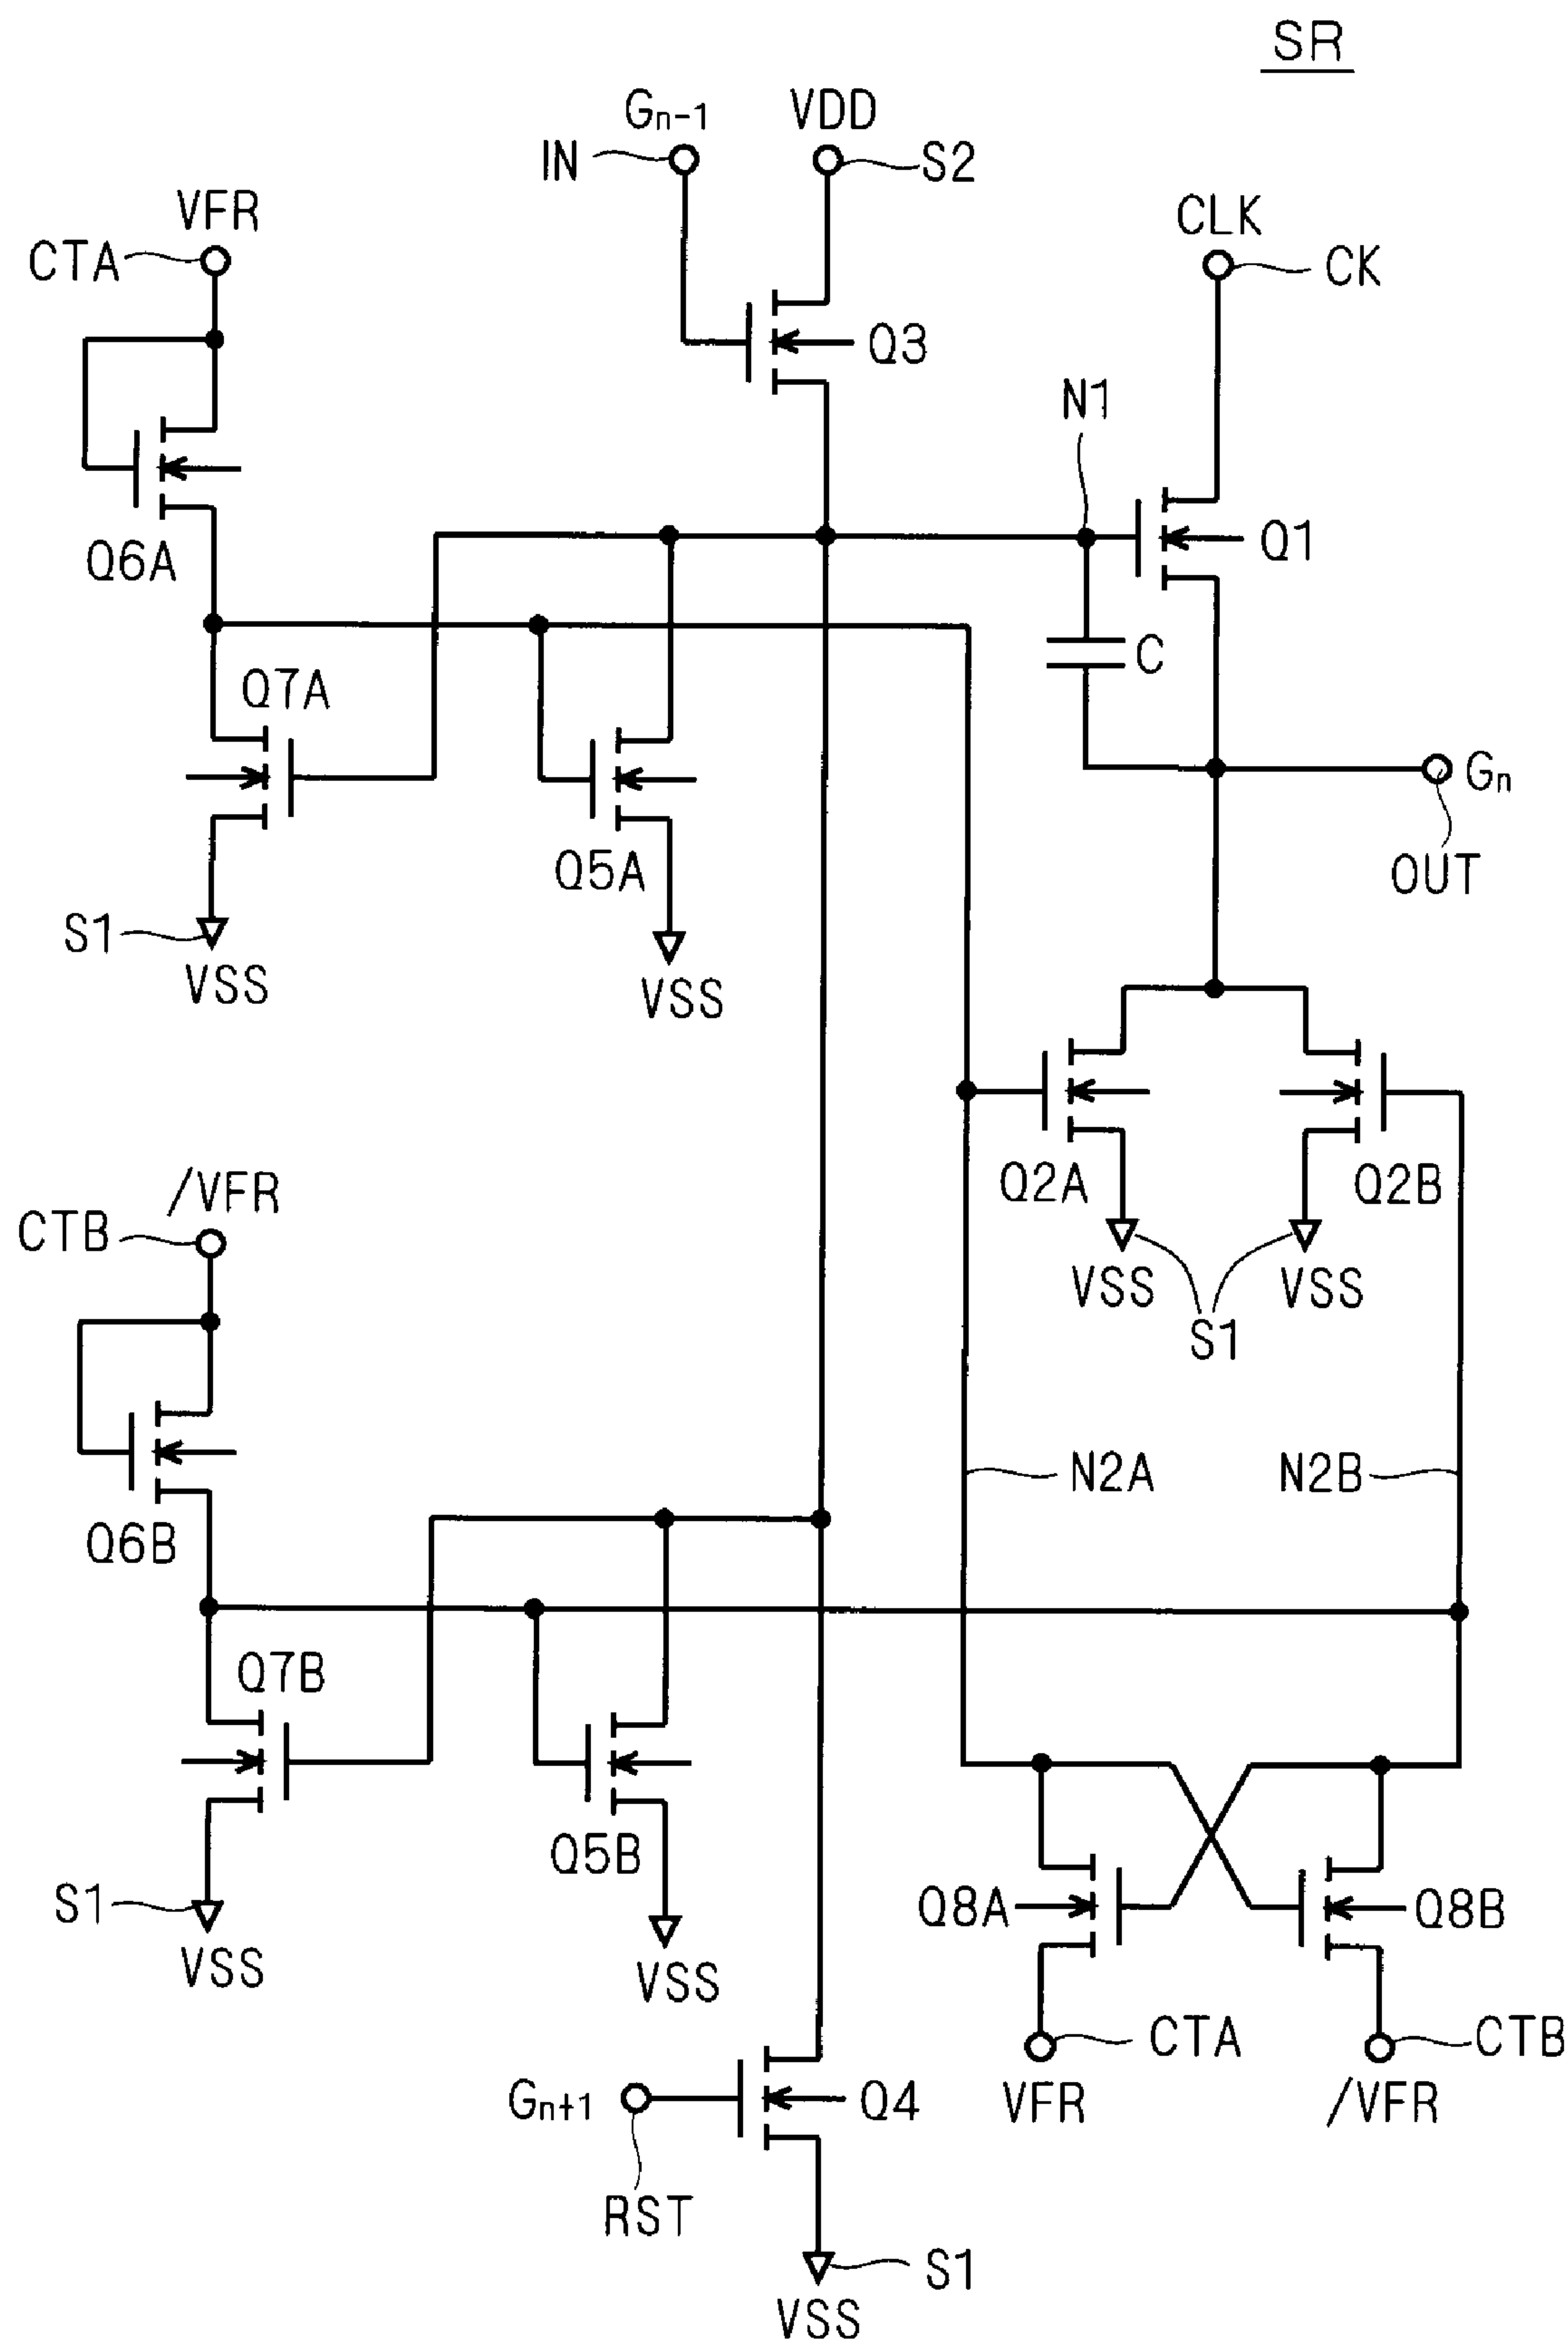 SR
Gn-1
VDD
IN
S2
VFR
CLK
CTA
CK
Q3
N1
Q1
Q6A
C
Q7A
Gn
Q5A
OUT
S1
VSS
VSS
Q2A
Q2B
/VFR
CTB
VSS
VSS
S1
N2A
N2B
Q6B
Q7B
Q5B
S1
Q8A
Q8B
VSS
VSS
CTA
CTB
Gn+1
Q4
VFR
/VFR
RST
S1
VSS